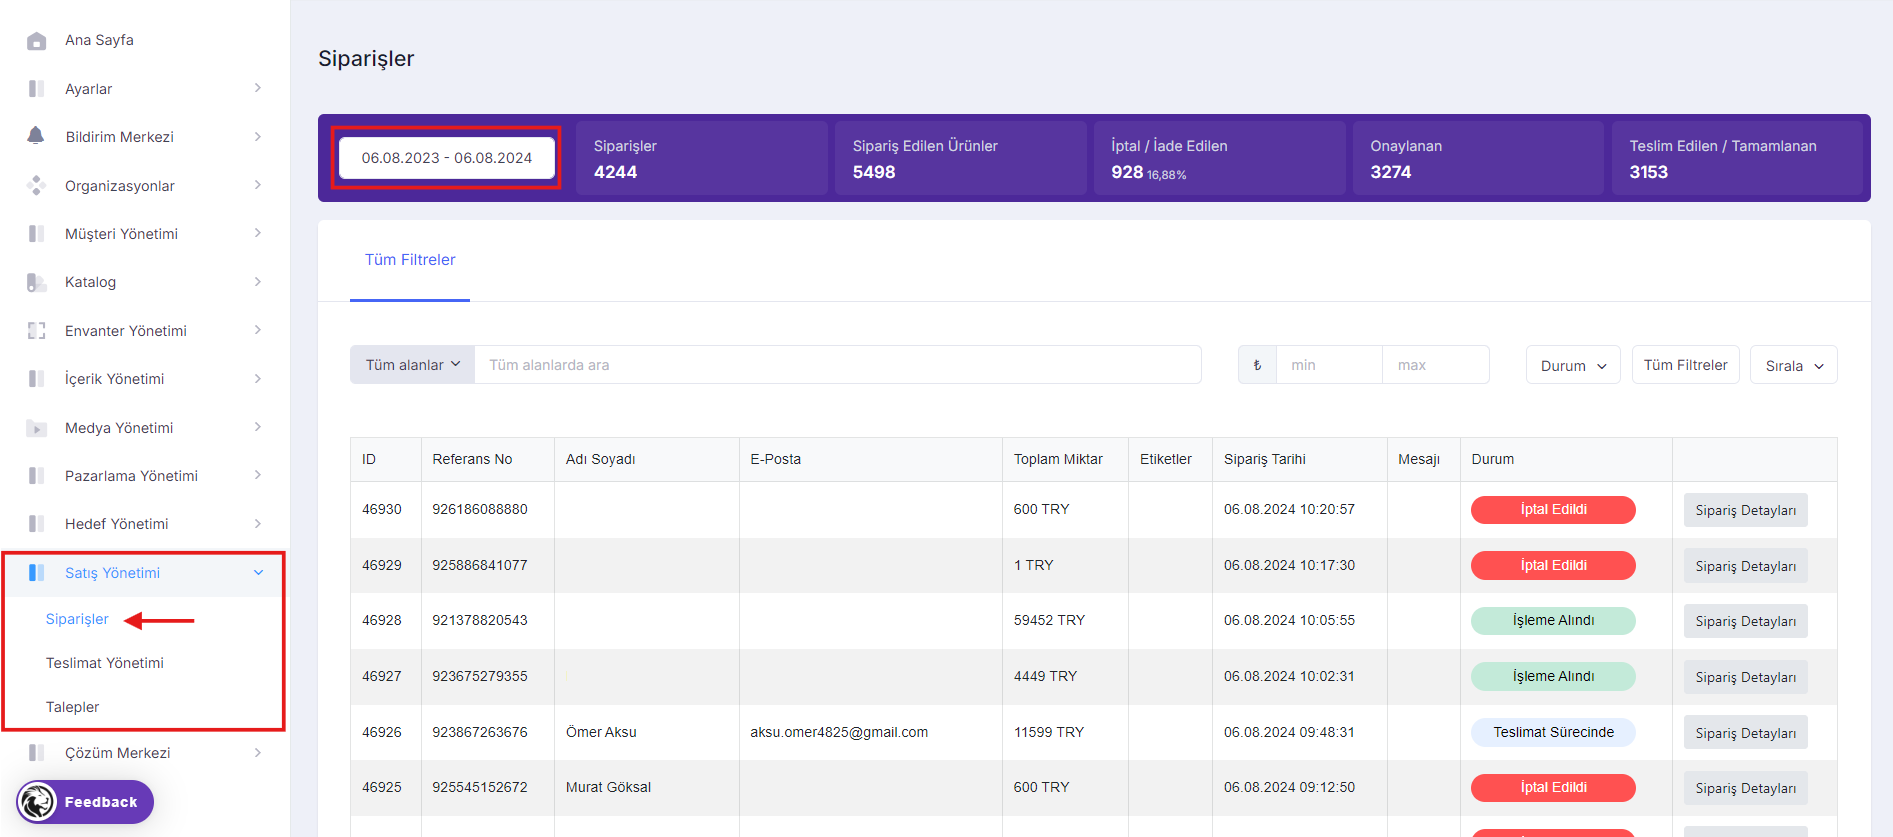 Ana Sayfa
Ayarlar
Bildirim Merkezi
Organizasyonlar
Müşteri Yönetimi
Katalog
Envanter Yönetimi
İçerik Yönetimi
Medya Yönetimi
Pazarlama Yönetimi
Hedef Yönetimi
Satış Yönetimi
Siparişler
Teslimat Yönetimi
Talepler
Çözüm Merkezi
Feedback
Siparişler
06.08.2023 - 06.08.2024
Siparişler
4244
Sipariş Edilen Ürünler
5498
İptal / İade Edilen
928 16,88%
Onaylanan
3274
Teslim Edilen / Tamamlanan
3153
Tüm Filtreler
Tüm alanlar Tüm alanlarda ara ₺ min max Durum Tüm Filtreler Sırala
ID Referans No Adı Soyadı E-Posta Toplam Miktar Etiketler Sipariş Tarihi Mesajı Durum
46930 926186088880 600 TRY 06.08.2024 10:20:57 İptal Edildi Sipariş Detayları
46929 925886841077 1 TRY 06.08.2024 10:17:30 İptal Edildi Sipariş Detayları
46928 921378820543 59452 TRY 06.08.2024 10:05:55 İşleme Alındı Sipariş Detayları
46927 923675279355 4449 TRY 06.08.2024 10:02:31 İşleme Alındı Sipariş Detayları
46926 923867263676 Ömer Aksu aksu.omer4825@gmail.com 11599 TRY 06.08.2024 09:48:31 Teslimat Sürecinde Sipariş Detayları
46925 925545152672 Murat Göksal 600 TRY 06.08.2024 09:12:50 İptal Edildi Sipariş Detayları